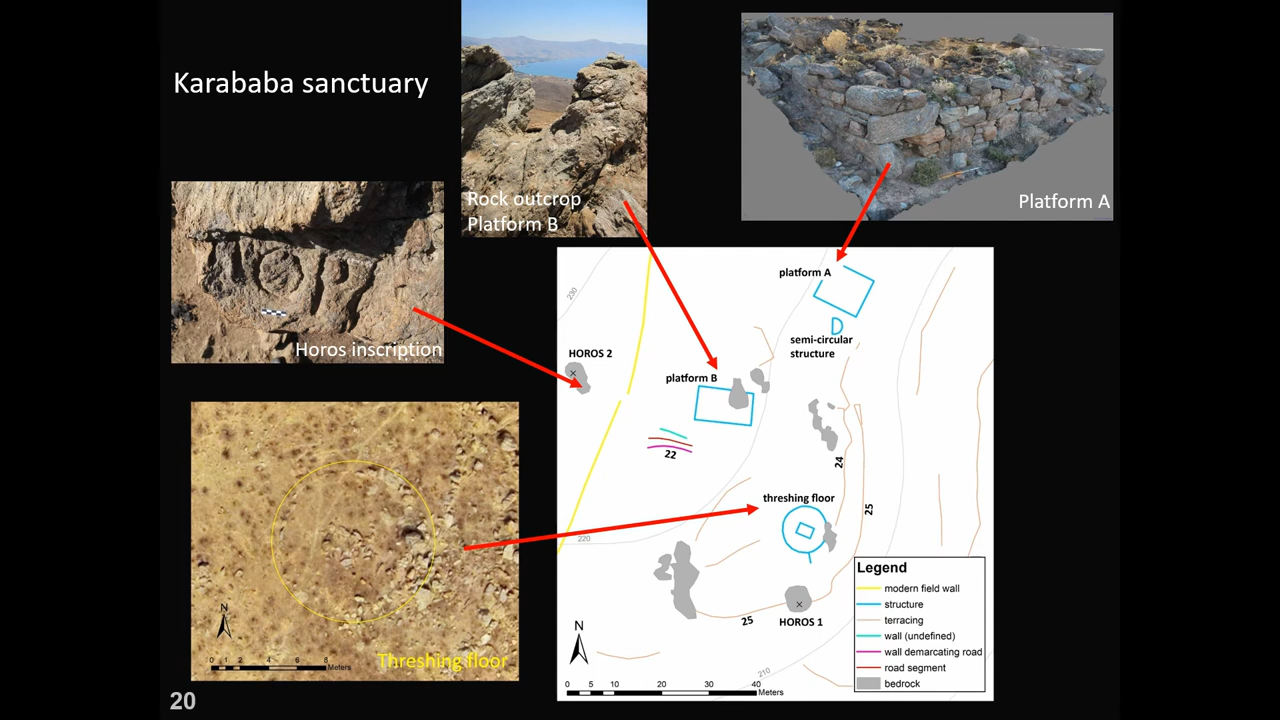 Karababa sanctuary
Rock outcrop
Platform B
Platform A
hορ
Horos inscription
platform A
230
semi-circular
structure
HOROS 2
platform B
22
24
threshing floor
25
220
Legend
modern field wall
structure
terracing
wall (undefined)
wall demarcating road
road segment
bedrock
25
HOROS 1
N
210
0 5 10 20 30 40
Meters
N
0 1 2 4 6 8
Meters
Threshing floor
20